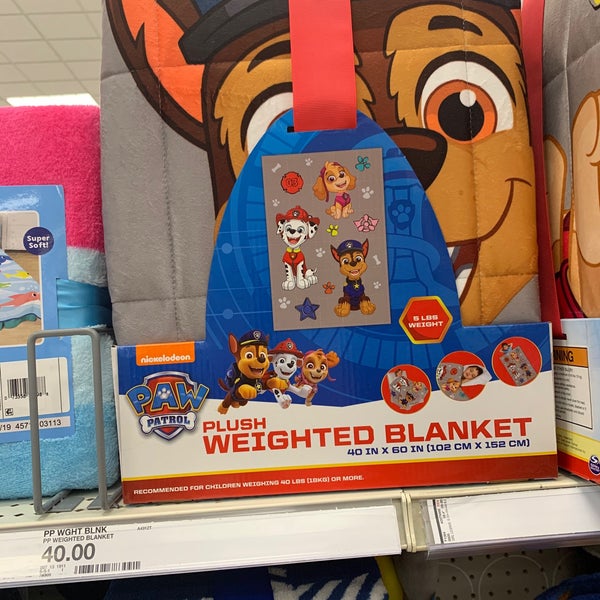 Super
Soft!
5 LBS
WEIGHT
nickelodeon
PAW
PATROL
PLUSH
WEIGHTED BLANKET
40 IN X 60 IN (102 CM X 152 CM)
RECOMMENDED FOR CHILDREN WEIGHING 40 LBS (18KG) OR MORE.
PP WGHT BLNK
PP WEIGHTED BLANKET
40.00